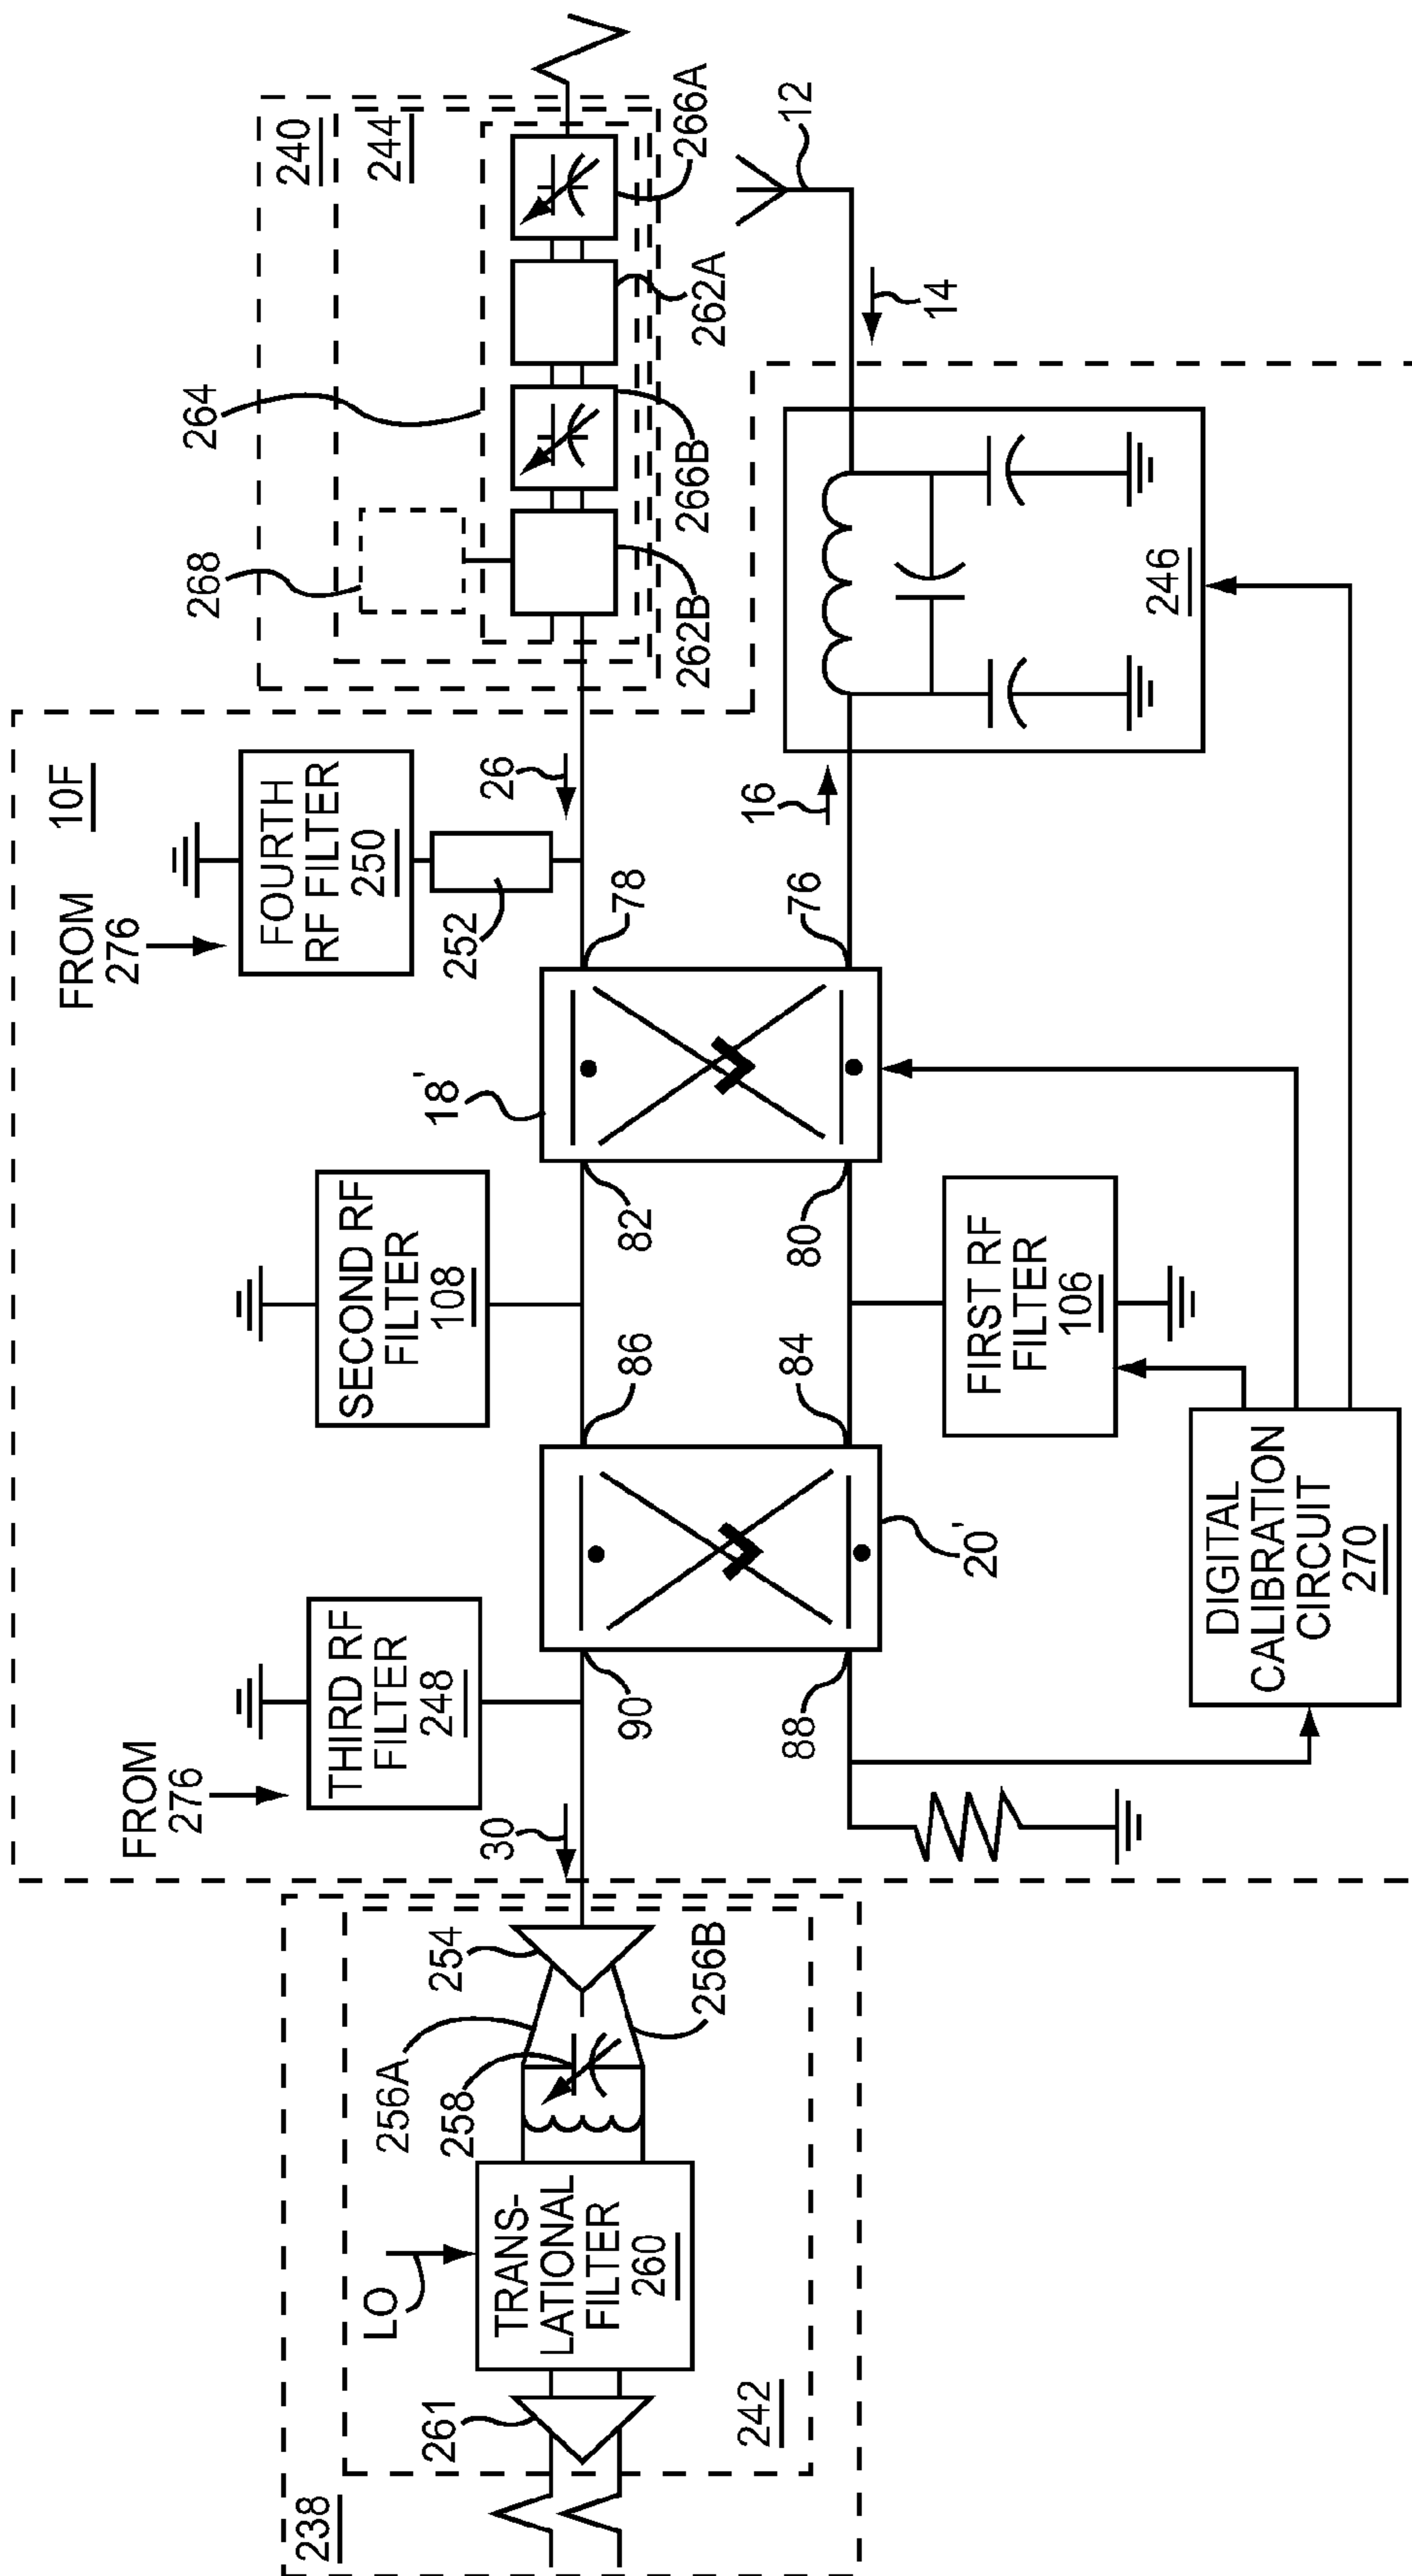 240
244
264
268
266A
262A
266B
262B
12
14
10F
FROM
276
FOURTH
RF FILTER
250
252
26
16
246
78
76
18'
82
80
SECOND RF
FILTER
108
FIRST RF
FILTER
106
86
84
20'
90
88
THIRD RF
FILTER
248
FROM
276
30
DIGITAL
CALIBRATION
CIRCUIT
270
254
256A
256B
258
LO
TRANS-
LATIONAL
FILTER
260
261
242
238